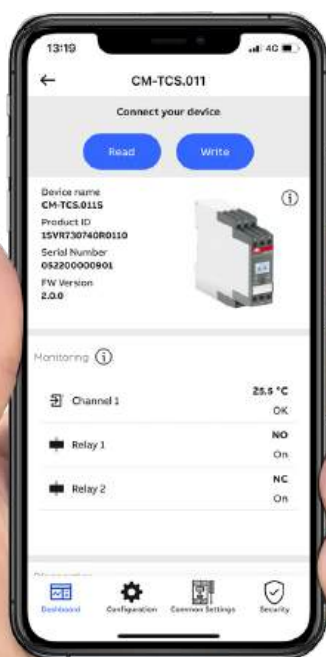 13:19
4G
CM-TCS.011
Connect your device
Read
Write
Device name
CM-TCS.011S
Product ID
1SVR730740R0110
Serial Number
052200000901
FW Version
2.0.0
Monitoring
Channel 1
25.5 °C
OK
Relay 1
NO
On
Relay 2
NC
On
Dashboard
Configuration
Common Settings
Security